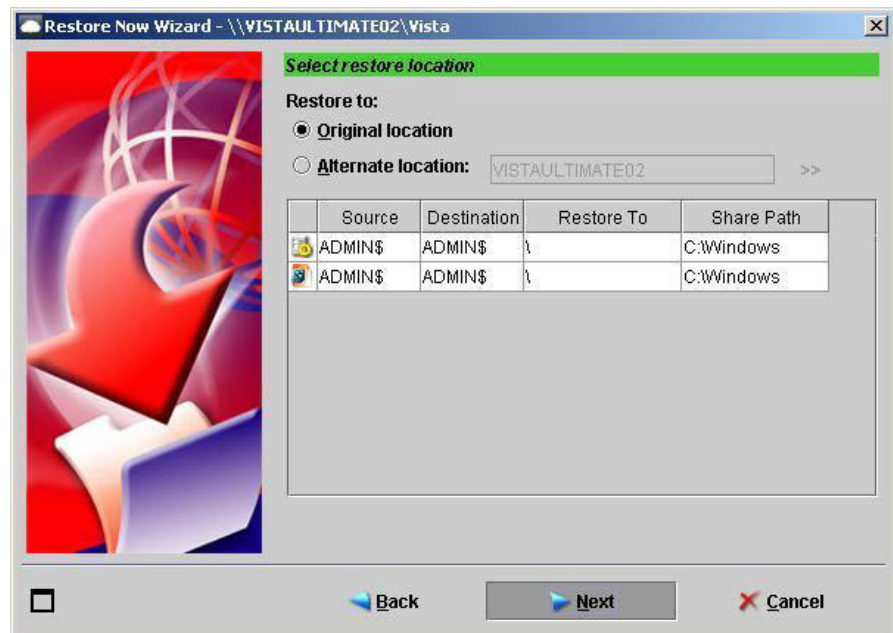 Restore Now Wizard - \\VISTAULTIMATE02\Vista
Select restore location
Restore to:
Original location
Alternate location: VISTAULTIMATE02 >>
Source Destination Restore To Share Path
ADMIN$ ADMIN$ \ C:\Windows
ADMIN$ ADMIN$ \ C:\Windows
Back Next Cancel